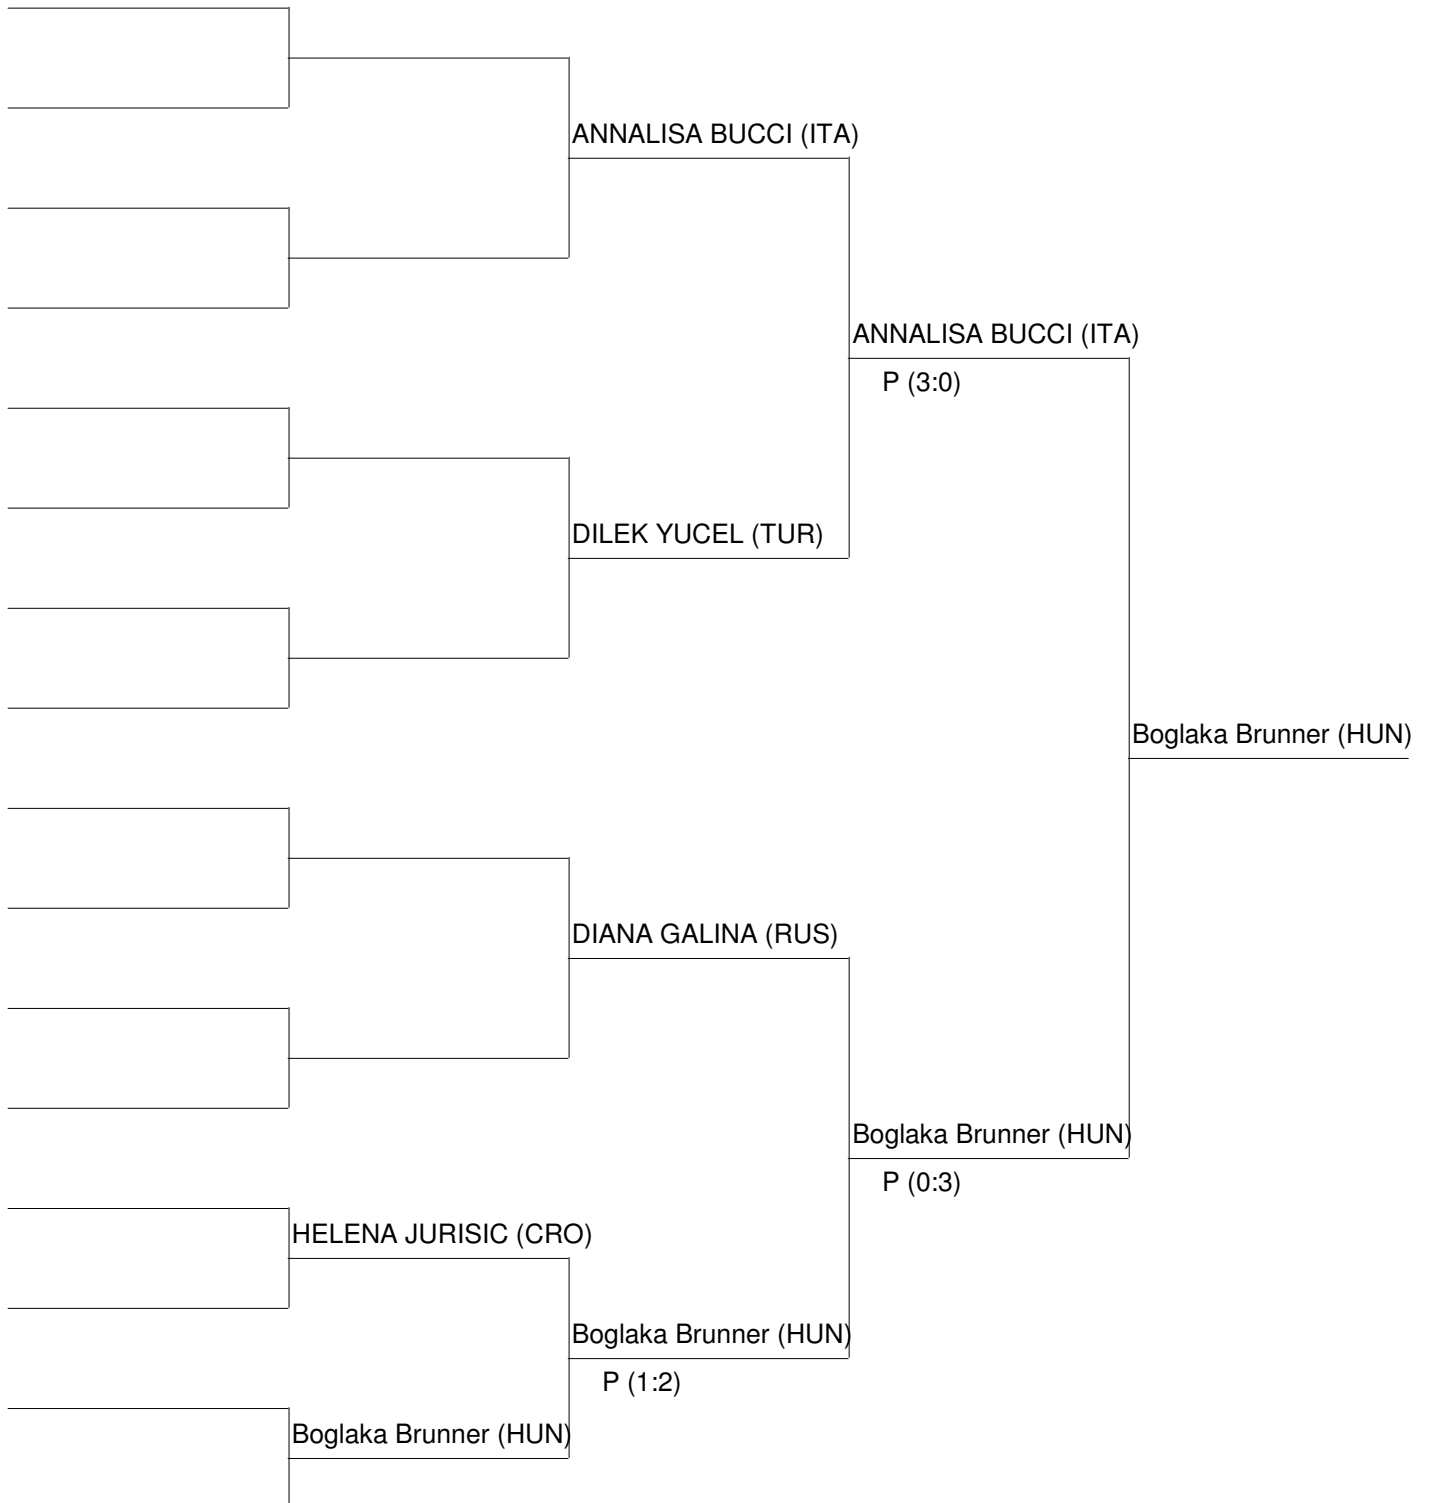 ANNALISA BUCCI (ITA)
ANNALISA BUCCI (ITA)
P (3:0)
DILEK YUCEL (TUR)
Boglaka Brunner (HUN)
DIANA GALINA (RUS)
Boglaka Brunner (HUN)
P (0:3)
HELENA JURISIC (CRO)
Boglaka Brunner (HUN)
P (1:2)
Boglaka Brunner (HUN)